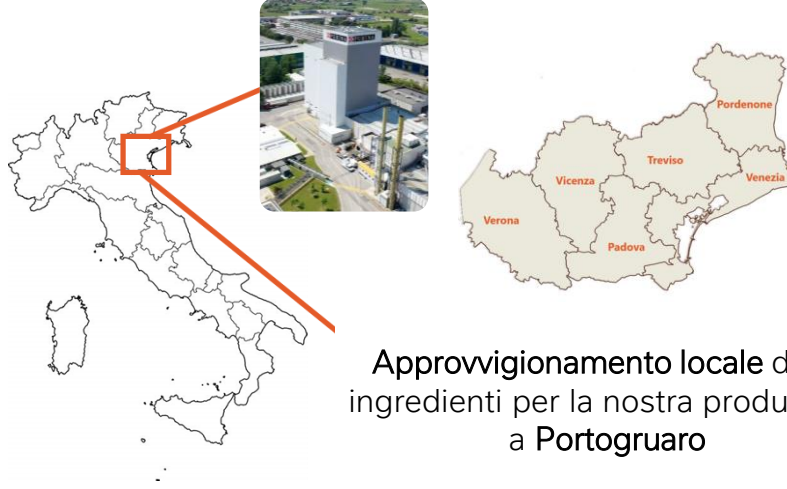 Pordenone
Treviso
Vicenza
Venezia
Verona
Padova
Approvvigionamento locale d
ingredienti per la nostra produ
a Portogruaro